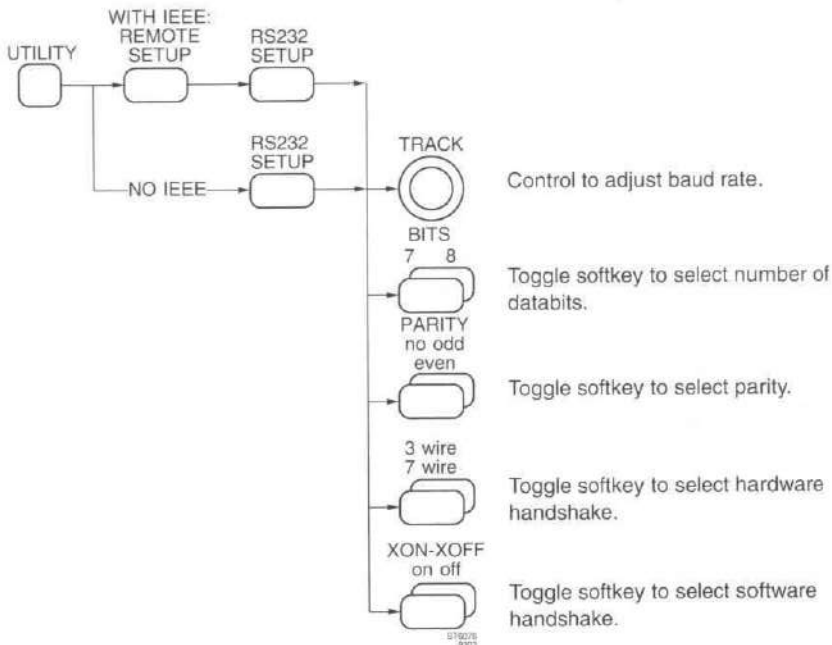 WITH IEEE:
REMOTE
SETUP
RS232
SETUP
UTILITY
RS232
SETUP
NO IEEE
TRACK
Control to adjust baud rate.
BITS
7 8
Toggle softkey to select number of
databits.
PARITY
no odd
even
Toggle softkey to select parity.
3 wire
7 wire
Toggle softkey to select hardware
handshake.
XON-XOFF
on off
Toggle softkey to select software
handshake.
ST6076